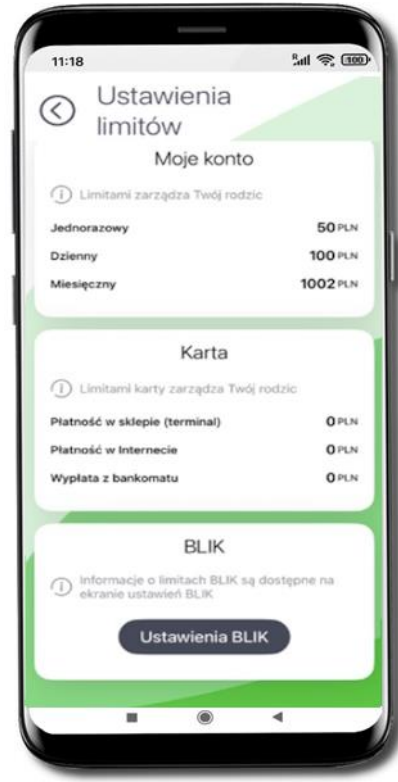 11:18
R
100
Ustawienia
limitów
Moje konto
i Limitami zarządza Twój rodzic
Jednorazowy 50 PLN
Dzienny 100 PLN
Miesięczny 1002 PLN
Karta
i Limitami karty zarządza Twój rodzic
Płatność w sklepie (terminal) 0 PLN
Płatność w Internecie 0 PLN
Wypłata z bankomatu 0 PLN
BLIK
i Informacje o limitach BLIK są dostępne na
ekranie ustawień BLIK
Ustawienia BLIK